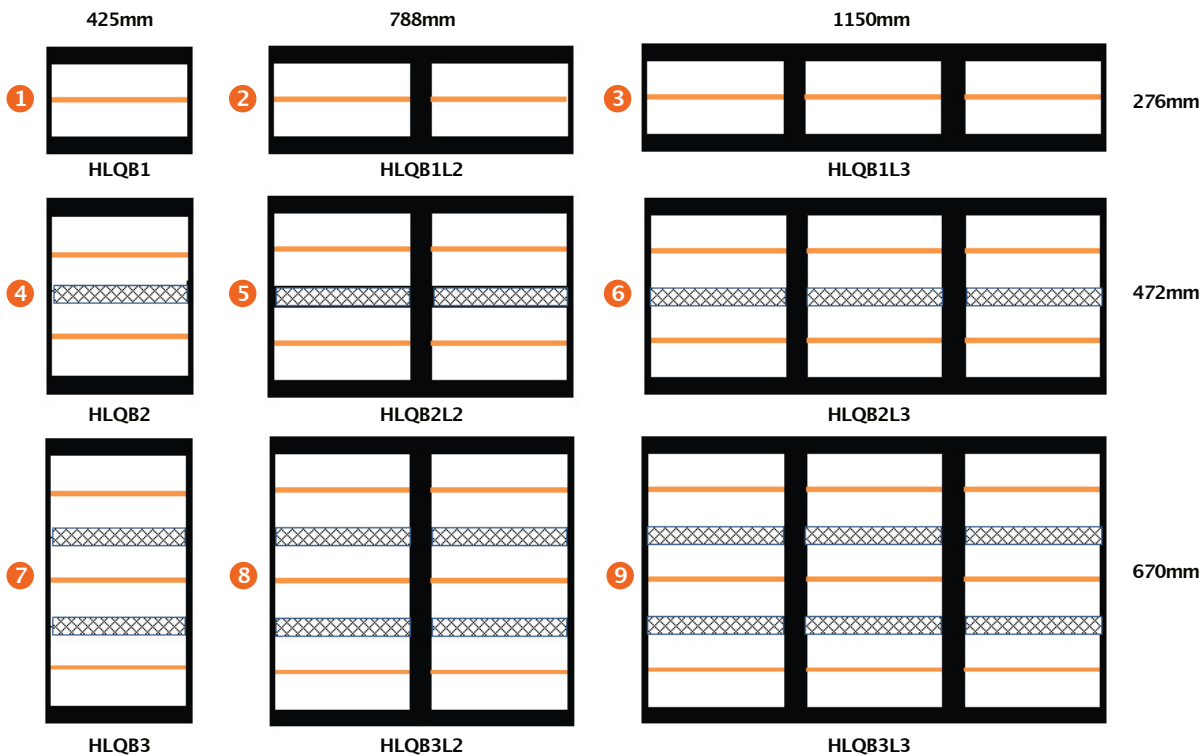 425mm 788mm 1150mm
1 2 3 276mm
HLQB1 HLQB1L2 HLQB1L3
4 5 6 472mm
HLQB2 HLQB2L2 HLQB2L3
7 8 9 670mm
HLQB3 HLQB3L2 HLQB3L3